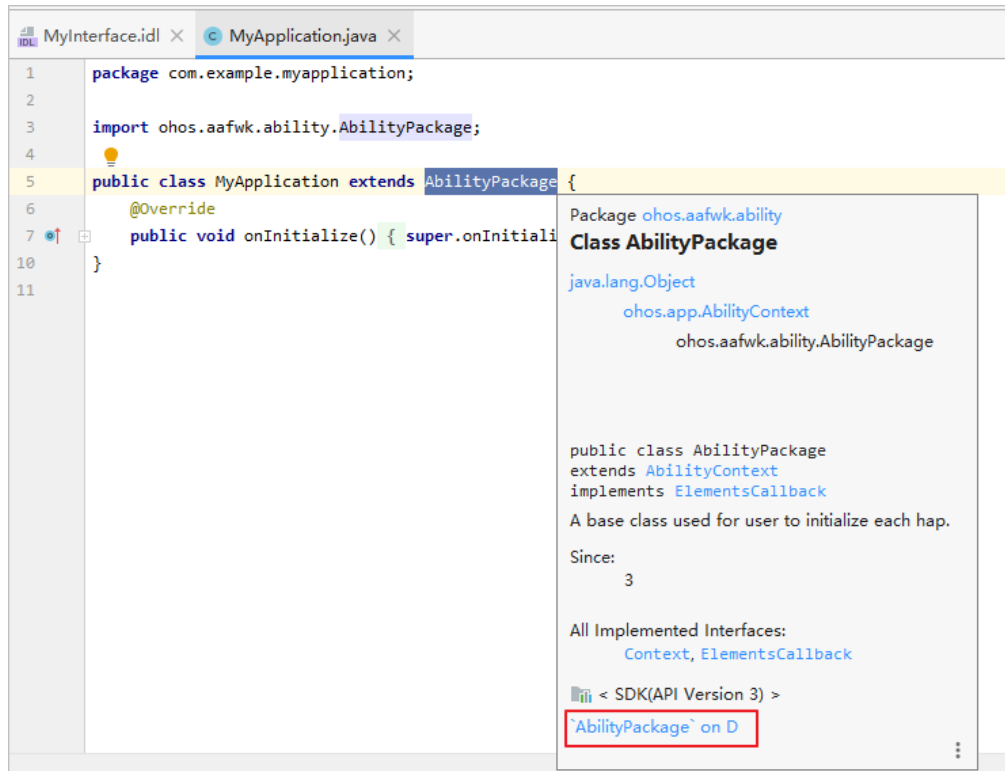 IDL MyInterface.idl × C MyApplication.java ×
1 package com.example.myapplication;
2
3 import ohos.aafwk.ability.AbilityPackage;
4
5 public class MyApplication extends AbilityPackage {
6 @Override
7 public void onInitialize() { super.onInitiali
10 }
11
Package ohos.aafwk.ability
Class AbilityPackage
java.lang.Object
ohos.app.AbilityContext
ohos.aafwk.ability.AbilityPackage
public class AbilityPackage
extends AbilityContext
implements ElementsCallback
A base class used for user to initialize each hap.
Since:
3
All Implemented Interfaces:
Context, ElementsCallback
< SDK(API Version 3) >
`AbilityPackage` on D